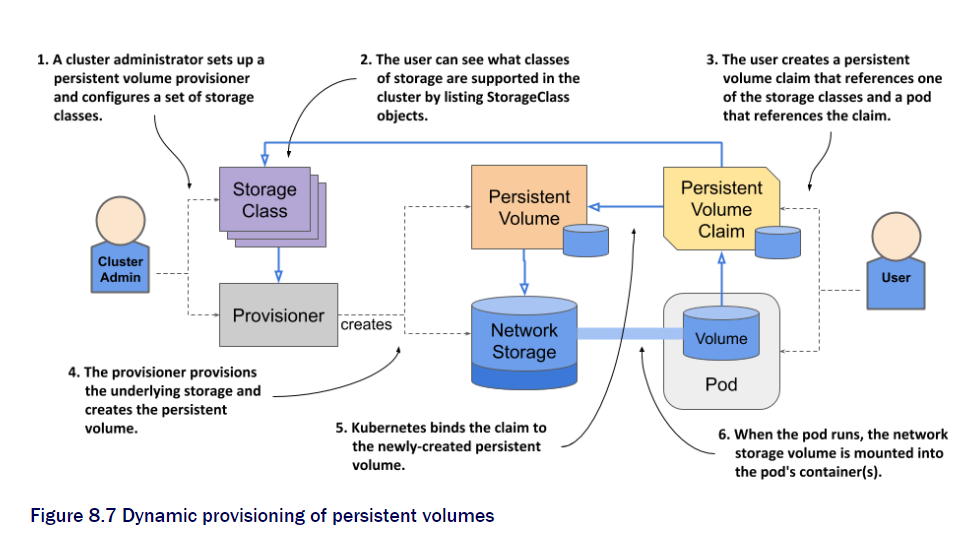 1. A cluster administrator sets up a
persistent volume provisioner
and configures a set of storage
classes.
2. The user can see what classes
of storage are supported in the
cluster by listing StorageClass
objects.
3. The user creates a persistent
volume claim that references one
of the storage classes and a pod
that references the claim.
Storage
Class
Persistent
Volume
Persistent
Volume
Claim
Cluster
Admin
User
Provisioner
creates
Network
Storage
Volume
Pod
4. The provisioner provisions
the underlying storage and
creates the persistent
volume.
5. Kubernetes binds the claim to
the newly-created persistent
volume.
6. When the pod runs, the network
storage volume is mounted into
the pod's container(s).
Figure 8.7 Dynamic provisioning of persistent volumes